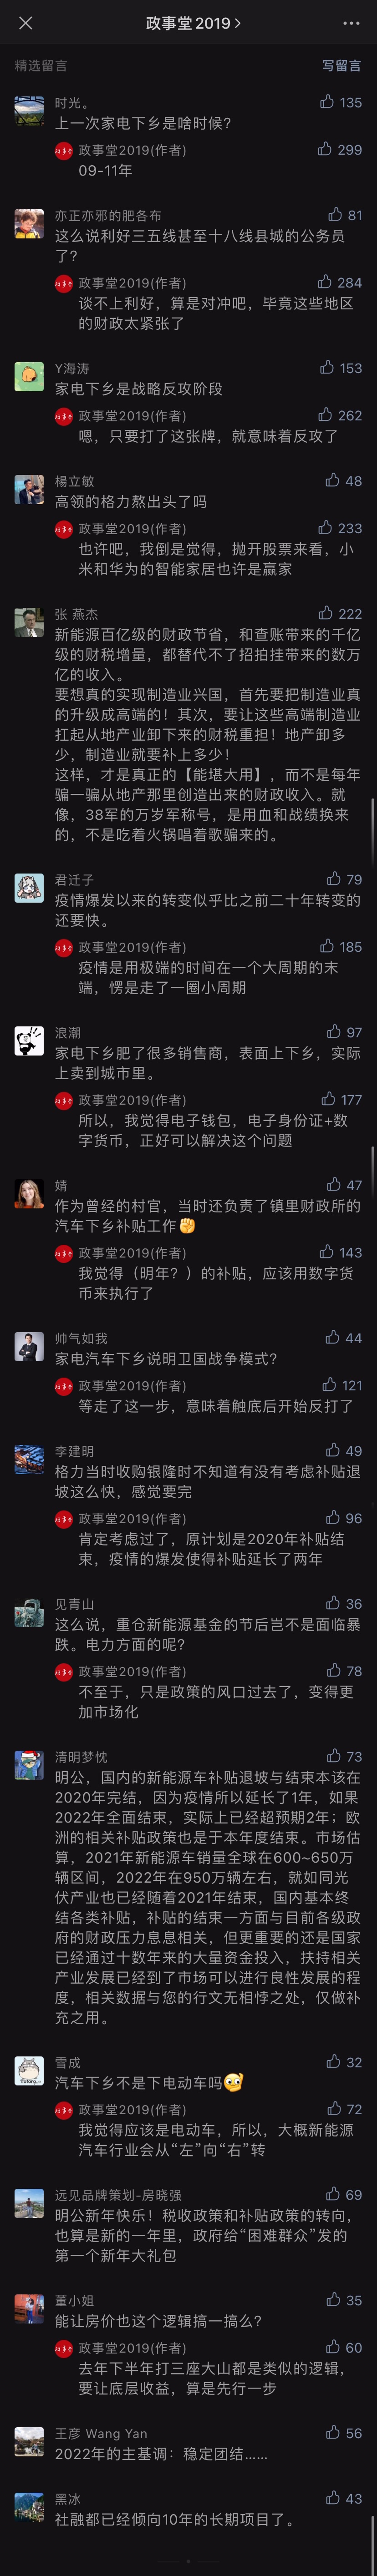 政事堂2019
精选留言
写留言
时光。
135
上一次家电下乡是啥时候？
政事堂2019(作者)
299
09-11年
亦正亦邪的肥各布
81
这么说利好三五线甚至十八线县城的公务员
了？
政事堂2019(作者)
284
谈不上利好，算是对冲吧，毕竟这些地区
的财政太紧张了
Y海涛
153
家电下乡是战略反攻阶段
政事堂2019(作者)
262
嗯，只要打了这张牌，就意味着反攻了
楊立敏
48
高领的格力熬出头了吗
政事堂2019(作者)
233
也许吧，我倒是觉得，抛开股票来看，小
米和华为的智能家居也许是赢家
张 燕杰
222
新能源百亿级的财政节省，和查账带来的千亿
级的财税增量，都替代不了招拍挂带来的数万
亿的收入。
要想真的实现制造业兴国，首先要把制造业真
的升级成高端的！其次，要让这些高端制造业
扛起从地产业卸下来的财税重担！地产卸多
少，制造业就要补上多少！
这样，才是真正的【能堪大用】，而不是每年
骗一骗从地产那里创造出来的财政收入。就
像，38军的万岁军称号，是用血和战绩换来
的，不是吃着火锅唱着歌骗来的。
君迁子
79
疫情爆发以来的转变似乎比之前二十年转变的
还要快。
政事堂2019(作者)
185
疫情是用极端的时间在一个大周期的末
端，愣是走了一圈小周期
浪潮
97
家电下乡肥了很多销售商，表面上下乡，实际
上卖到城市里。
政事堂2019(作者)
177
所以，我觉得电子钱包，电子身份证+数
字货币，正好可以解决这个问题
婧
47
作为曾经的村官，当时还负责了镇里财政所的
汽车下乡补贴工作✊
政事堂2019(作者)
143
我觉得（明年？）的补贴，应该用数字货
币来执行了
帅气如我
44
家电汽车下乡说明卫国战争模式？
政事堂2019(作者)
121
等走了这一步，意味着触底后开始反打了
李建明
49
格力当时收购银隆时不知道有没有考虑补贴退
坡这么快，感觉要完
政事堂2019(作者)
96
肯定考虑过了，原计划是2020年补贴结
束，疫情的爆发使得补贴延长了两年
见青山
36
这么说，重仓新能源基金的节后岂不是面临暴
跌。电力方面的呢？
政事堂2019(作者)
78
不至于，只是政策的风口过去了，变得更
加市场化
清明梦忱
73
明公，国内的新能源车补贴退坡与结束本该在
2020年完结，因为疫情所以延长了1年，如果
2022年全面结束，实际上已经超预期2年；欧
洲的相关补贴政策也是于本年度结束。市场估
算，2021年新能源车销量全球在600~650万
辆区间，2022年在950万辆左右，就如同光
伏产业也已经随着2021年结束，国内基本终
结各类补贴，补贴的结束一方面与目前各级政
府的财政压力息息相关，但更重要的还是国家
已经通过十数年来的大量资金投入，扶持相关
产业发展已经到了市场可以进行良性发展的程
度，相关数据与您的行文无相悖之处，仅做补
充之用。
雪成
32
汽车下乡不是下电动车吗
政事堂2019(作者)
72
我觉得应该是电动车，所以，大概新能源
汽车行业会从“左”向“右”转
远见品牌策划-房晓强
69
明公新年快乐！税收政策和补贴政策的转向，
也算是新的一年里，政府给“困难群众”发的
第一个新年大礼包
董小姐
35
能让房价也这个逻辑搞一搞么？
政事堂2019(作者)
60
去年下半年打三座大山都是类似的逻辑，
要让底层收益，算是先行一步
王彦 Wang Yan
56
2022年的主基调：稳定团结……
黑冰
43
社融都已经倾向10年的长期项目了。